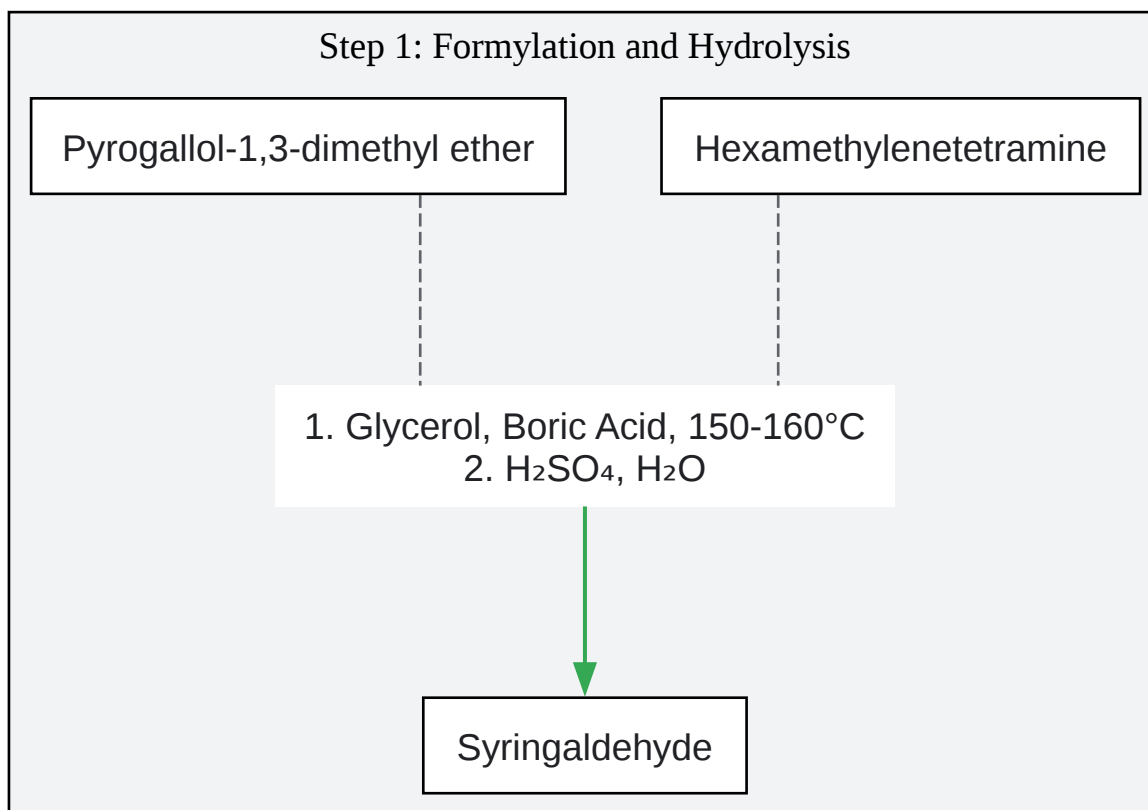 Step 1: Formylation and Hydrolysis
Pyrogallol-1,3-dimethyl ether
Hexamethylenetetramine
1. Glycerol, Boric Acid, 150-160°C
2. H₂SO₄, H₂O
Syringaldehyde